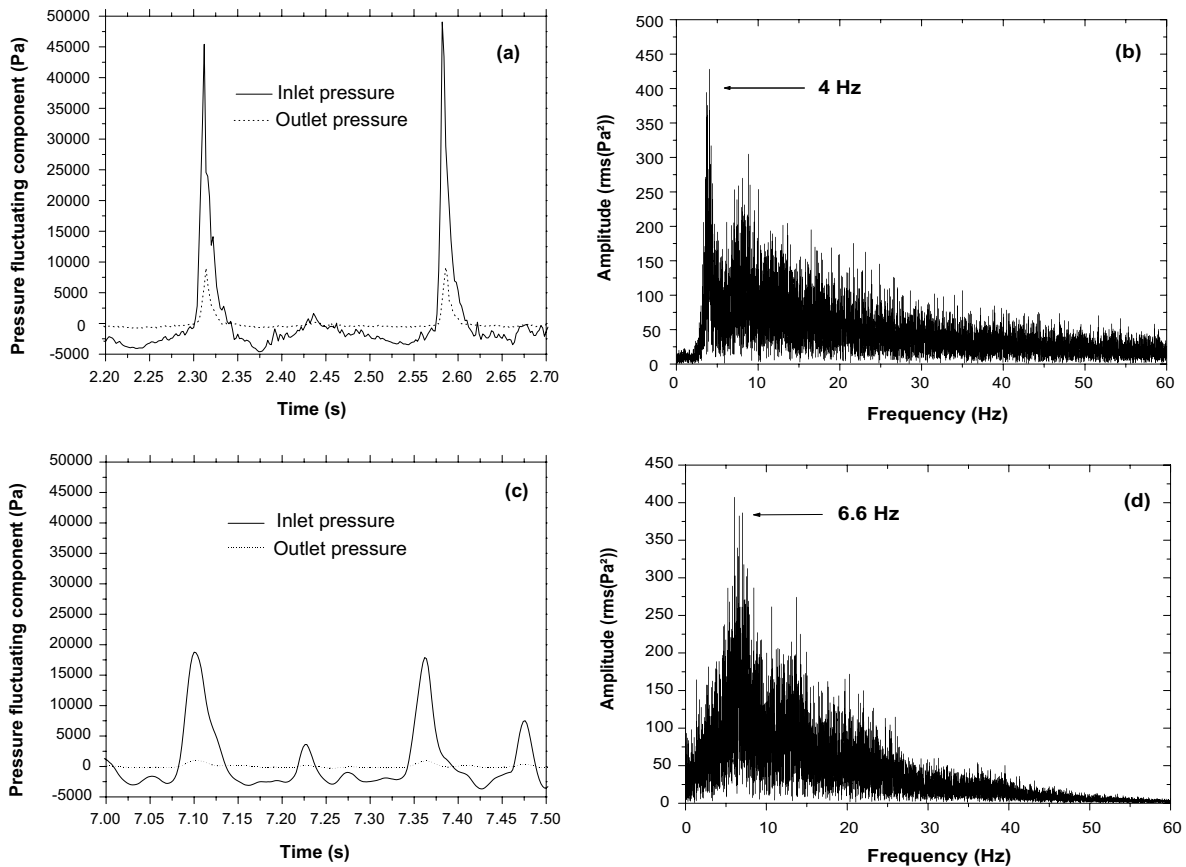 Pressure fluctuating component (Pa)
50000
45000
40000
35000
30000
25000
20000
15000
10000
5000
0
-5000
(a)
Inlet pressure
Outlet pressure
2.20 2.25 2.30 2.35 2.40 2.45 2.50 2.55 2.60 2.65 2.70
Time (s)
Amplitude (rms(Pa²))
500
450
400
350
300
250
200
150
100
50
0
(b)
4 Hz
0 10 20 30 40 50 60
Frequency (Hz)
Pressure fluctuating component (Pa)
50000
45000
40000
35000
30000
25000
20000
15000
10000
5000
0
-5000
(c)
Inlet pressure
Outlet pressure
7.00 7.05 7.10 7.15 7.20 7.25 7.30 7.35 7.40 7.45 7.50
Time (s)
Amplitude (rms(Pa²))
450
400
350
300
250
200
150
100
50
0
(d)
6.6 Hz
0 10 20 30 40 50 60
Frequency (Hz)